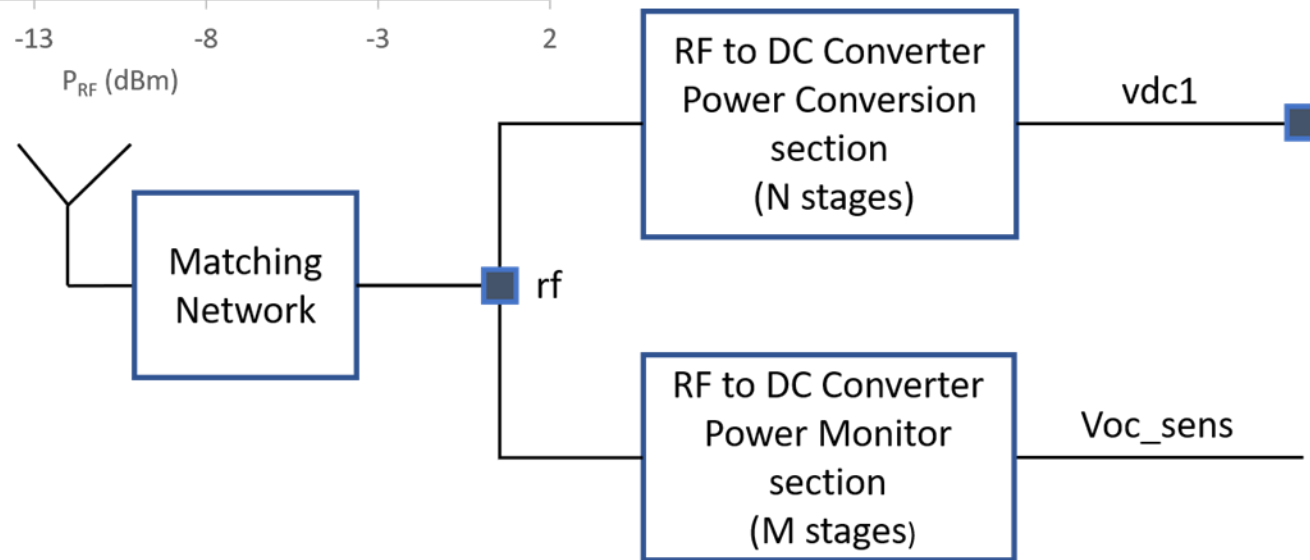 -13 -8 -3 2
P_RF (dBm)
RF to DC Converter
Power Conversion
section
(N stages)
vdc1
Matching
Network
rf
RF to DC Converter
Power Monitor
section
(M stages)
Voc_sens